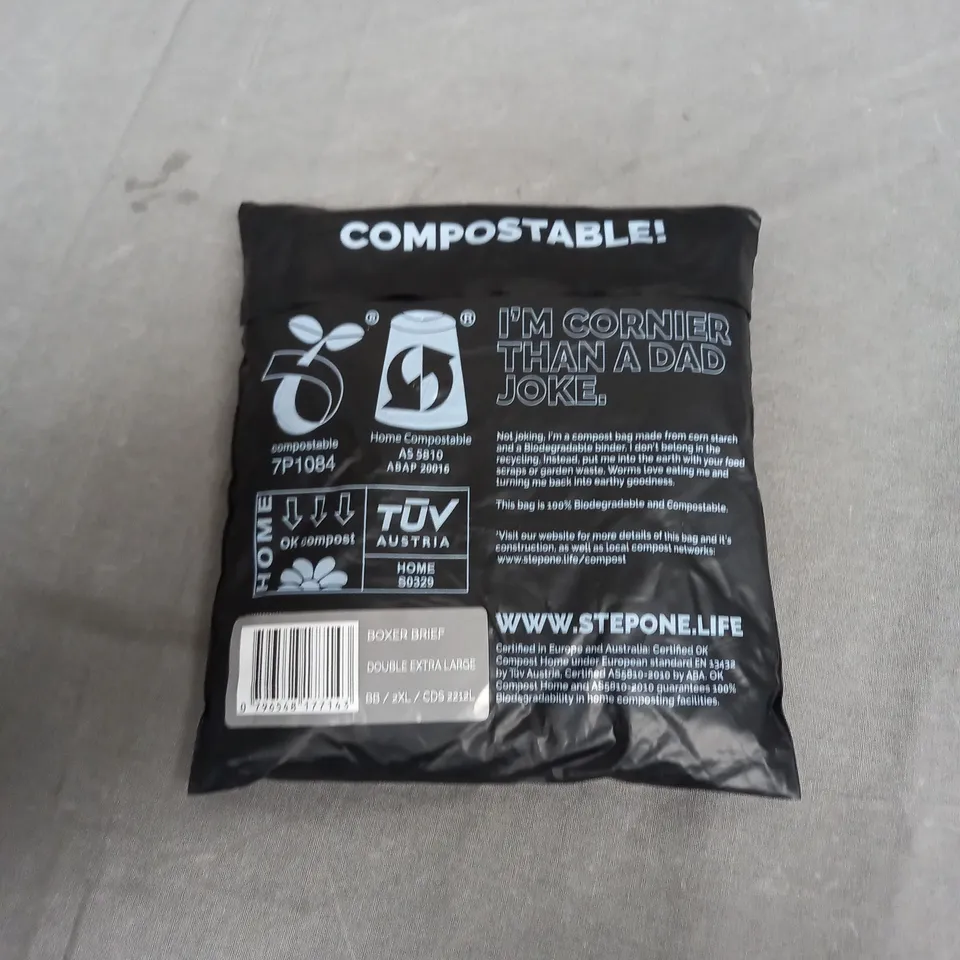 COMPOSTABLE!
®
®
compostable
7P1084
Home Compostable
AS 5810
ABAP 20016
HOME
OK compost
TÜV
AUSTRIA
HOME
S0329
I'M CORNIER
THAN A DAD
JOKE.
Not joking, I'm a compost bag made from corn starch
and a Biodegradable binder. I don't belong in the
recycling. Instead, put me into the earth with your food
scraps or garden waste. Worms love eating me and
turning me back into earthy goodness.
This bag is 100% Biodegradable and Compostable.
*Visit our website for more details of this bag and it's
construction, as well as local compost networks:
www.stepone.life/compost
WWW.STEPONE.LIFE
Certified in Europe and Australia: Certified OK
Compost Home under European standard EN 13432
by Tüv Austria, Certified AS5810-2010 by ABA. OK
Compost Home and AS5810-2010 guarantees 100%
Biodegradability in home composting facilities.
BOXER BRIEF
DOUBLE EXTRA LARGE
BB / 2XL / CDS 2212L
0 796548 177143